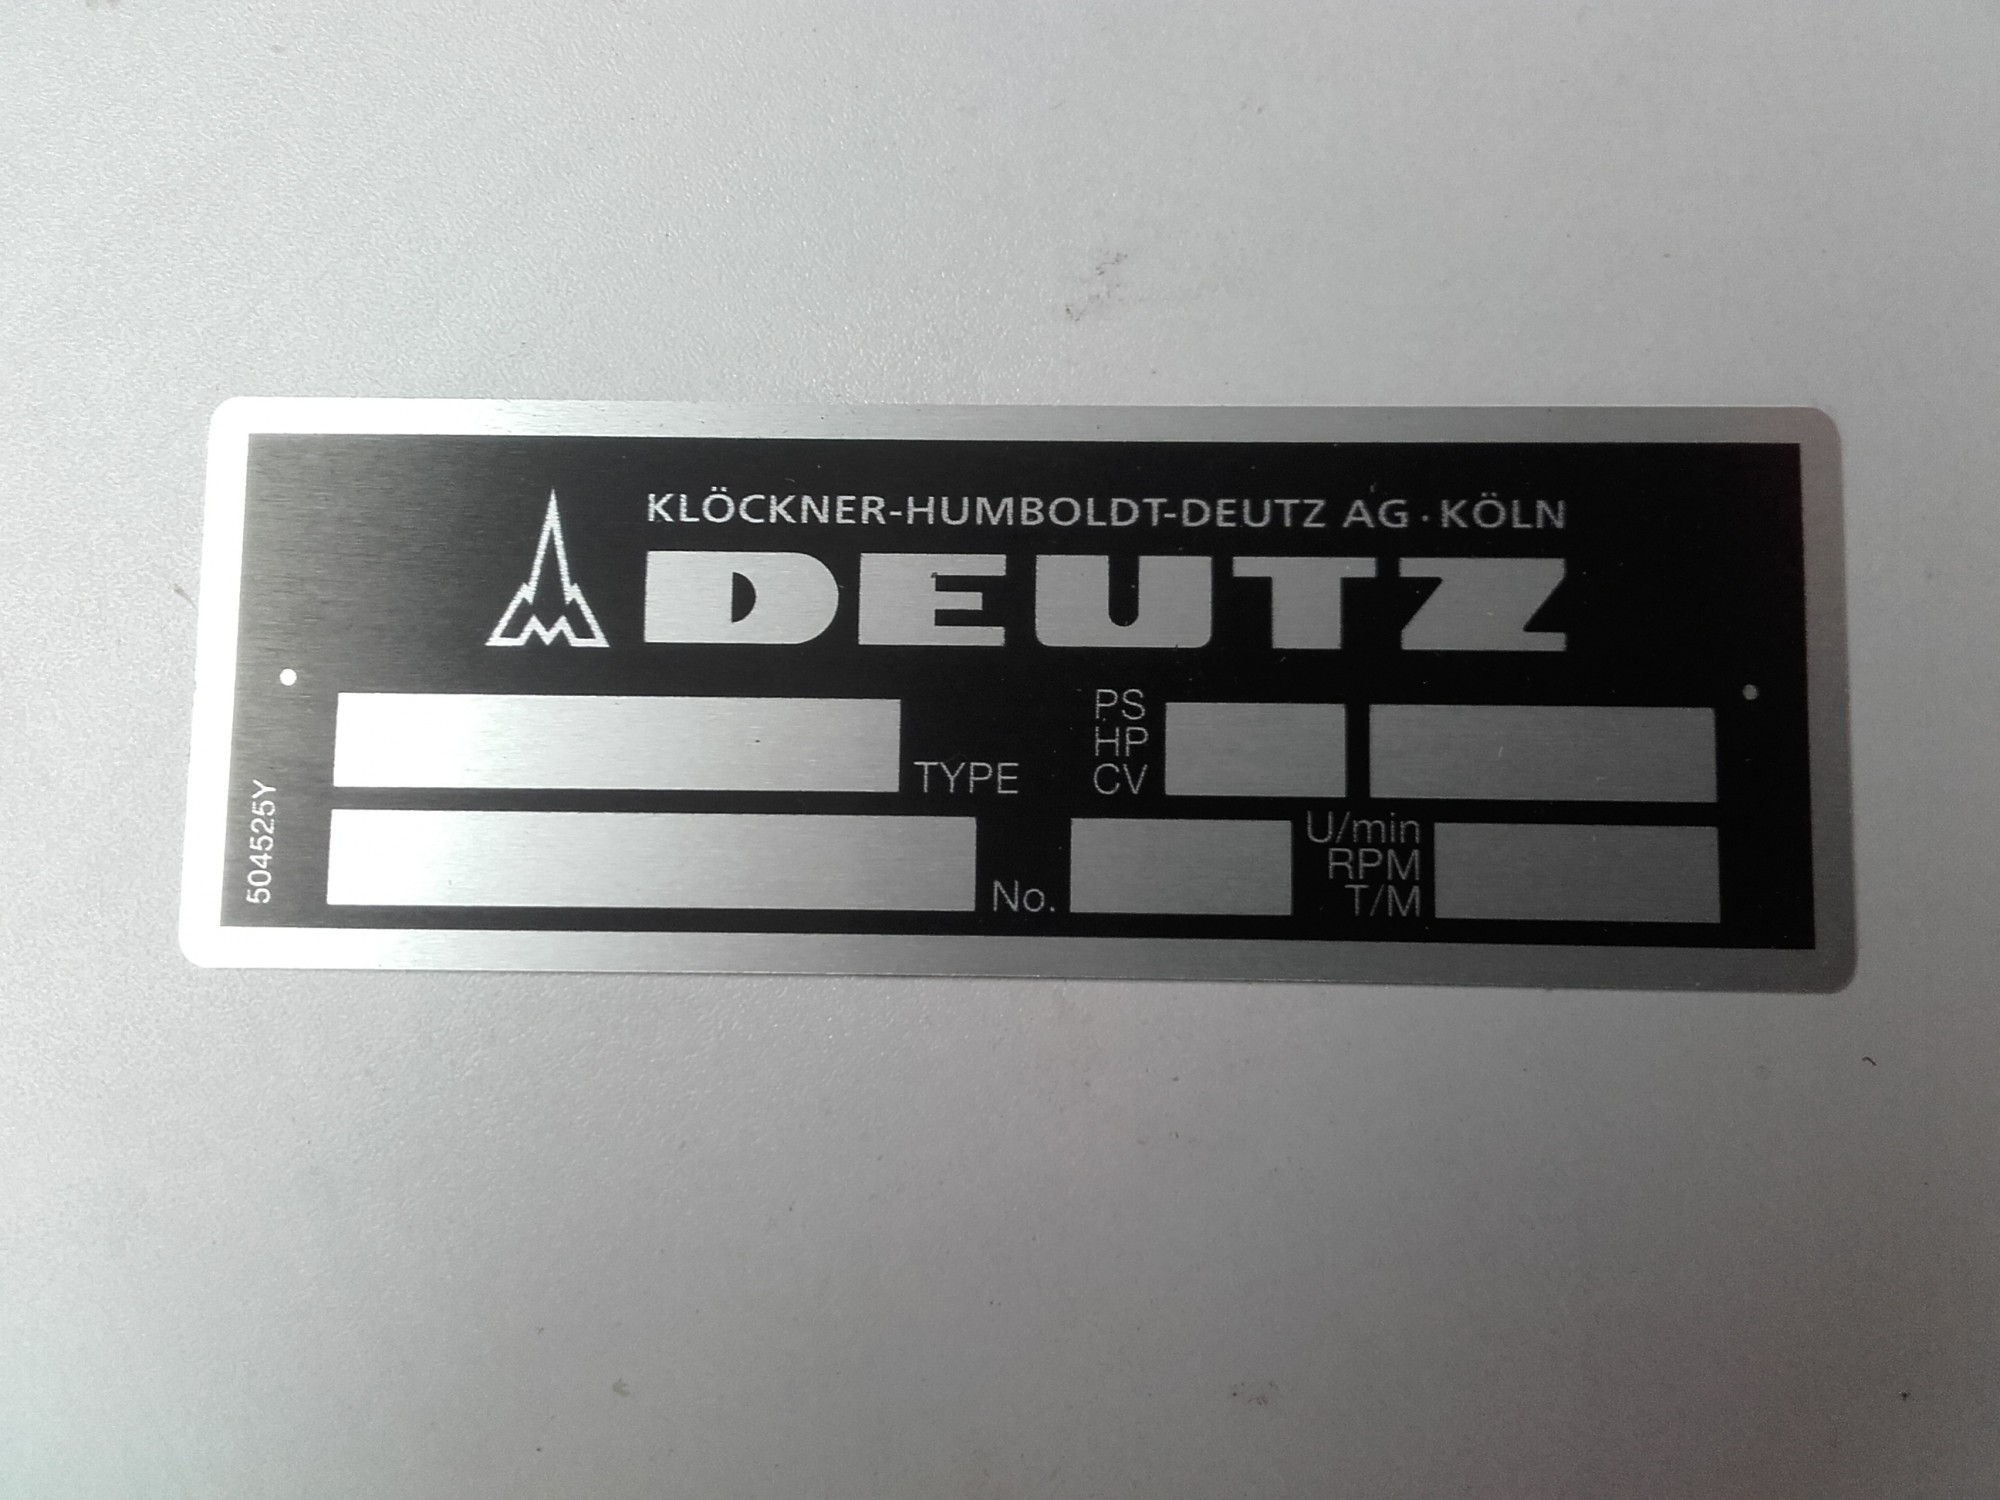 KLÖCKNER-HUMBOLDT-DEUTZ AG · KÖLN
DEUTZ
TYPE
PS
HP
CV
No.
U/min
RPM
T/M
504525Y